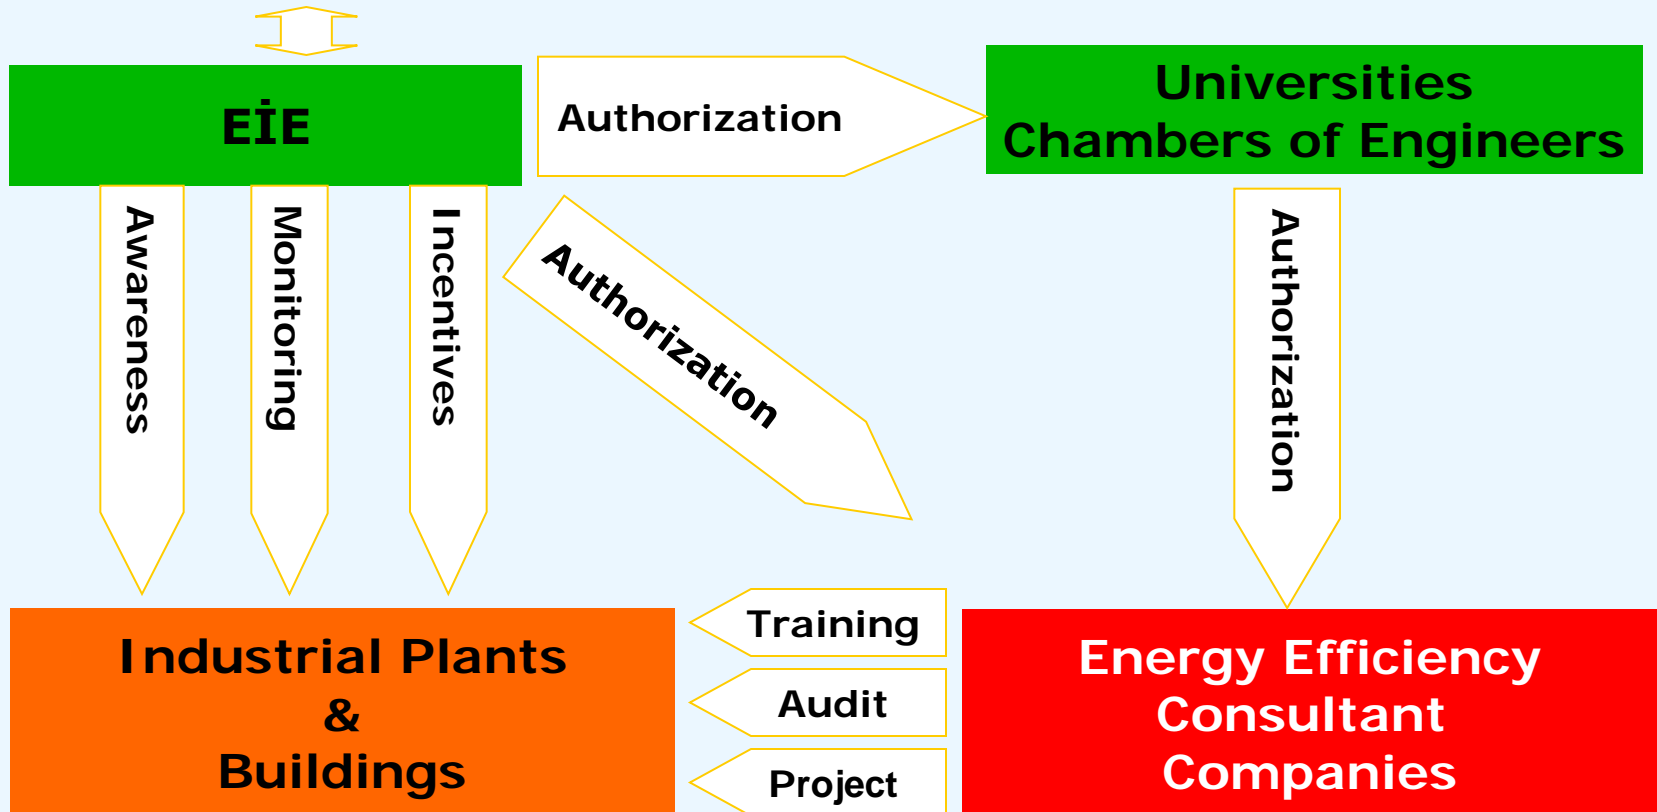 EİE
Authorization
Universities
Chambers of Engineers
Awareness
Monitoring
Incentives
Authorization
Authorization
Industrial Plants
&
Buildings
Training
Audit
Project
Energy Efficiency
Consultant
Companies